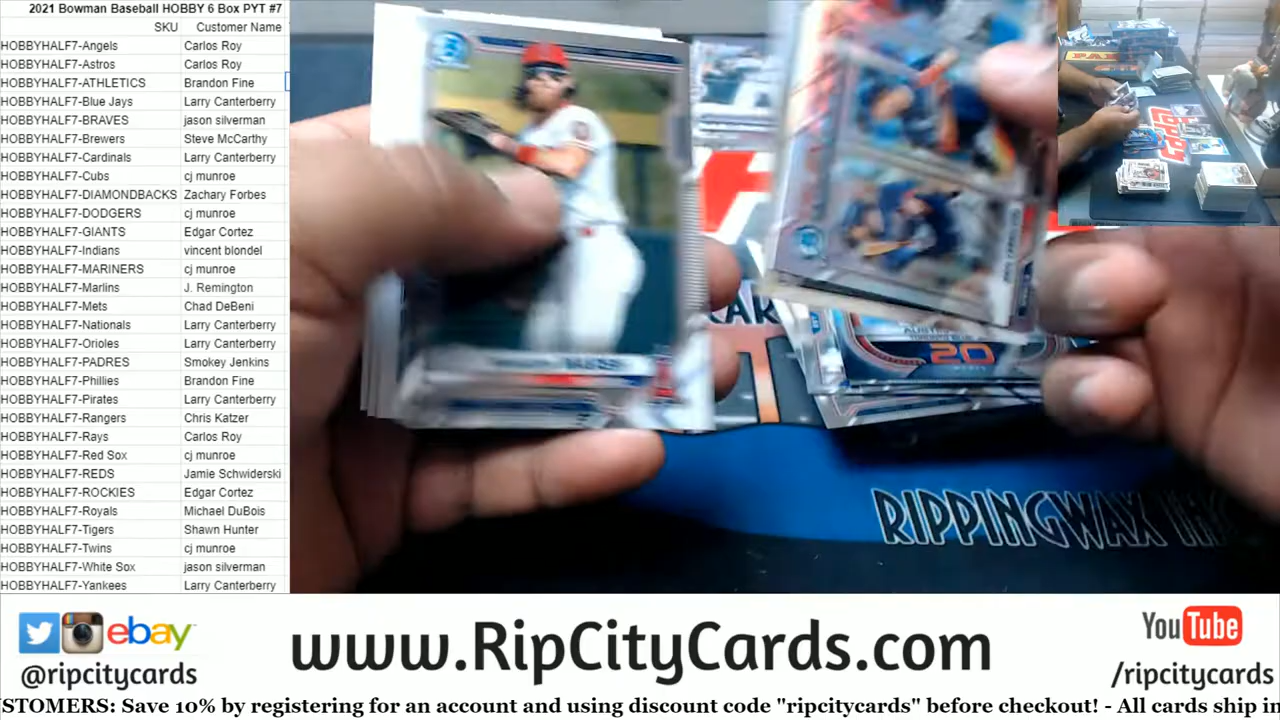 2021 Bowman Baseball HOBBY 6 Box PYT #7
SKU Customer Name
HOBBYHALF7-Angels Carlos Roy
HOBBYHALF7-Astros Carlos Roy
HOBBYHALF7-ATHLETICS Brandon Fine
HOBBYHALF7-Blue Jays Larry Canterberry
HOBBYHALF7-BRAVES jason silverman
HOBBYHALF7-Brewers Steve McCarthy
HOBBYHALF7-Cardinals Larry Canterberry
HOBBYHALF7-Cubs cj munroe
HOBBYHALF7-DIAMONDBACKS Zachary Forbes
HOBBYHALF7-DODGERS cj munroe
HOBBYHALF7-GIANTS Edgar Cortez
HOBBYHALF7-Indians vincent blondel
HOBBYHALF7-MARINERS cj munroe
HOBBYHALF7-Marlins J. Remington
HOBBYHALF7-Mets Chad DeBeni
HOBBYHALF7-Nationals Larry Canterberry
HOBBYHALF7-Orioles Larry Canterberry
HOBBYHALF7-PADRES Smokey Jenkins
HOBBYHALF7-Phillies Brandon Fine
HOBBYHALF7-Pirates Larry Canterberry
HOBBYHALF7-Rangers Chris Katzer
HOBBYHALF7-Rays Carlos Roy
HOBBYHALF7-Red Sox cj munroe
HOBBYHALF7-REDS Jamie Schwiderski
HOBBYHALF7-ROCKIES Edgar Cortez
HOBBYHALF7-Royals Michael DuBois
HOBBYHALF7-Tigers Shawn Hunter
HOBBYHALF7-Twins cj munroe
HOBBYHALF7-White Sox jason silverman
HOBBYHALF7-Yankees Larry Canterberry
20
RIPPINGWAX
ebay
@ripcitycards
www.RipCityCards.com
YouTube
/ripcitycards
STOMERS: Save 10% by registering for an account and using discount code "ripcitycards" before checkout! - All cards ship in